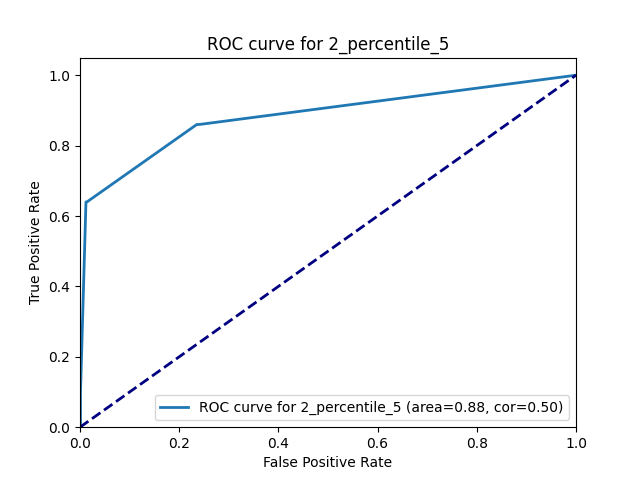 ROC curve for 2_percentile_5
1.0
0.8
0.6
0.4
0.2
0.0
True Positive Rate
ROC curve for 2_percentile_5 (area=0.88, cor=0.50)
0.0 0.2 0.4 0.6 0.8 1.0
False Positive Rate